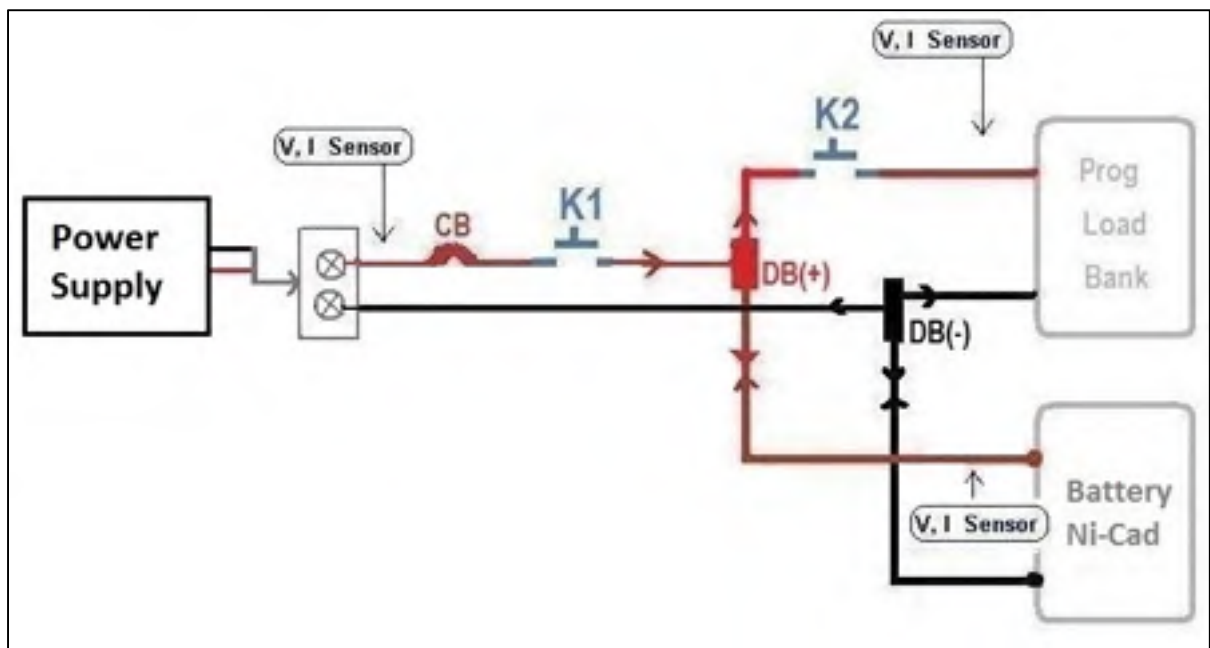 V, I Sensor
K2
V, I Sensor
Prog
Load
Bank
K1
CB
Power
Supply
DB(+)
DB(-)
Battery
Ni-Cad
V, I Sensor